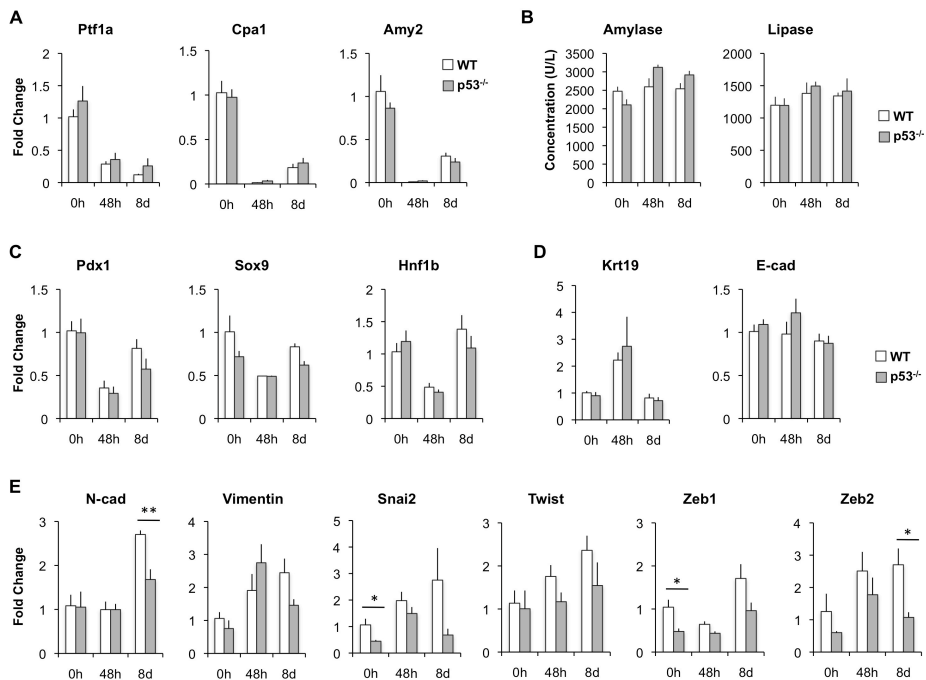 A
Ptf1a
Cpa1
Amy2
Fold Change
2
1.5
1
0.5
0
0h 48h 8d
1.5
1
0.5
0
0h 48h 8d
1.5
1
0.5
0
0h 48h 8d
WT
p53-/-
B
Amylase
Lipase
Concentration (U/L)
3500
3000
2500
2000
1500
1000
500
0
0h 48h 8d
2000
1500
1000
500
0h 48h 8d
WT
p53-/-
C
Pdx1
Sox9
Hnf1b
Fold Change
1.5
1
0.5
0
0h 48h 8d
1.5
1
0.5
0
0h 48h 8d
2
1.5
1
0.5
0
0h 48h 8d
D
Krt19
E-cad
5
4
3
2
1
0
0h 48h 8d
1.5
1
0.5
0
0h 48h 8d
WT
p53-/-
E
N-cad
Vimentin
Snai2
Twist
Zeb1
Zeb2
Fold Change
3
2
1
0
**
0h 48h 8d
4
3
2
1
0
0h 48h 8d
5
4
3
2
1
0
*
0h 48h 8d
3
2
1
0
0h 48h 8d
3
2
1
0
*
0h 48h 8d
4
3
2
1
0
*
0h 48h 8d